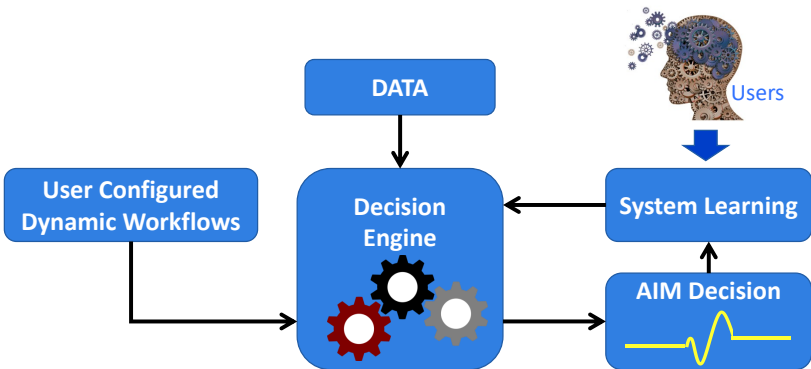 Users
DATA
User Configured
Dynamic Workflows
Decision
Engine
System Learning
AIM Decision